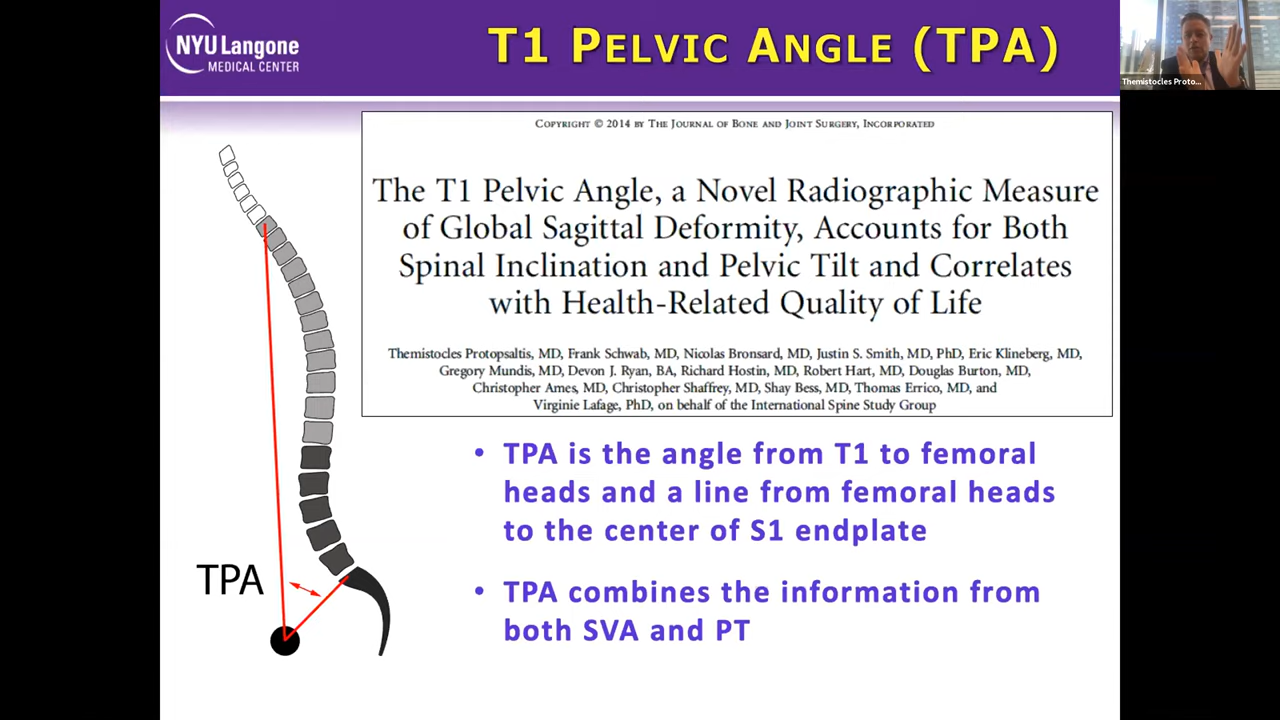 NYU Langone
MEDICAL CENTER
T1 PELVIC ANGLE (TPA)
Themistocles Proto...
COPYRIGHT © 2014 BY THE JOURNAL OF BONE AND JOINT SURGERY, INCORPORATED
The T1 Pelvic Angle, a Novel Radiographic Measure
of Global Sagittal Deformity, Accounts for Both
Spinal Inclination and Pelvic Tilt and Correlates
with Health-Related Quality of Life
Themistocles Protopsaltis, MD, Frank Schwab, MD, Nicolas Bronsard, MD, Justin S. Smith, MD, PhD, Eric Klineberg, MD,
Gregory Mundis, MD, Devon J. Ryan, BA, Richard Hostin, MD, Robert Hart, MD, Douglas Burton, MD,
Christopher Ames, MD, Christopher Shaffrey, MD, Shay Bess, MD, Thomas Errico, MD, and
Virginie Lafage, PhD, on behalf of the International Spine Study Group
• TPA is the angle from T1 to femoral
heads and a line from femoral heads
to the center of S1 endplate
• TPA combines the information from
both SVA and PT
TPA